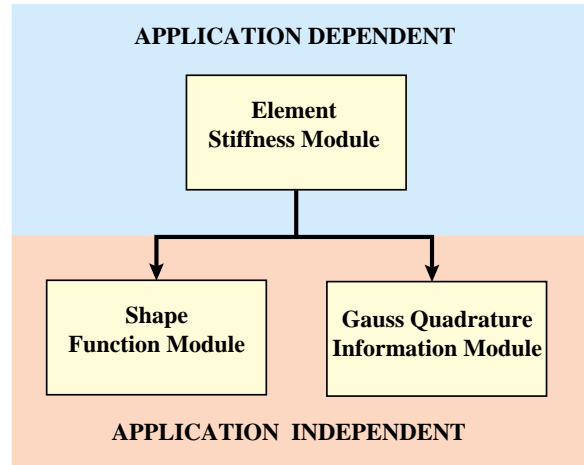 APPLICATION DEPENDENT
Element
Stiffness Module
Shape
Function Module
Gauss Quadrature
Information Module
APPLICATION INDEPENDENT